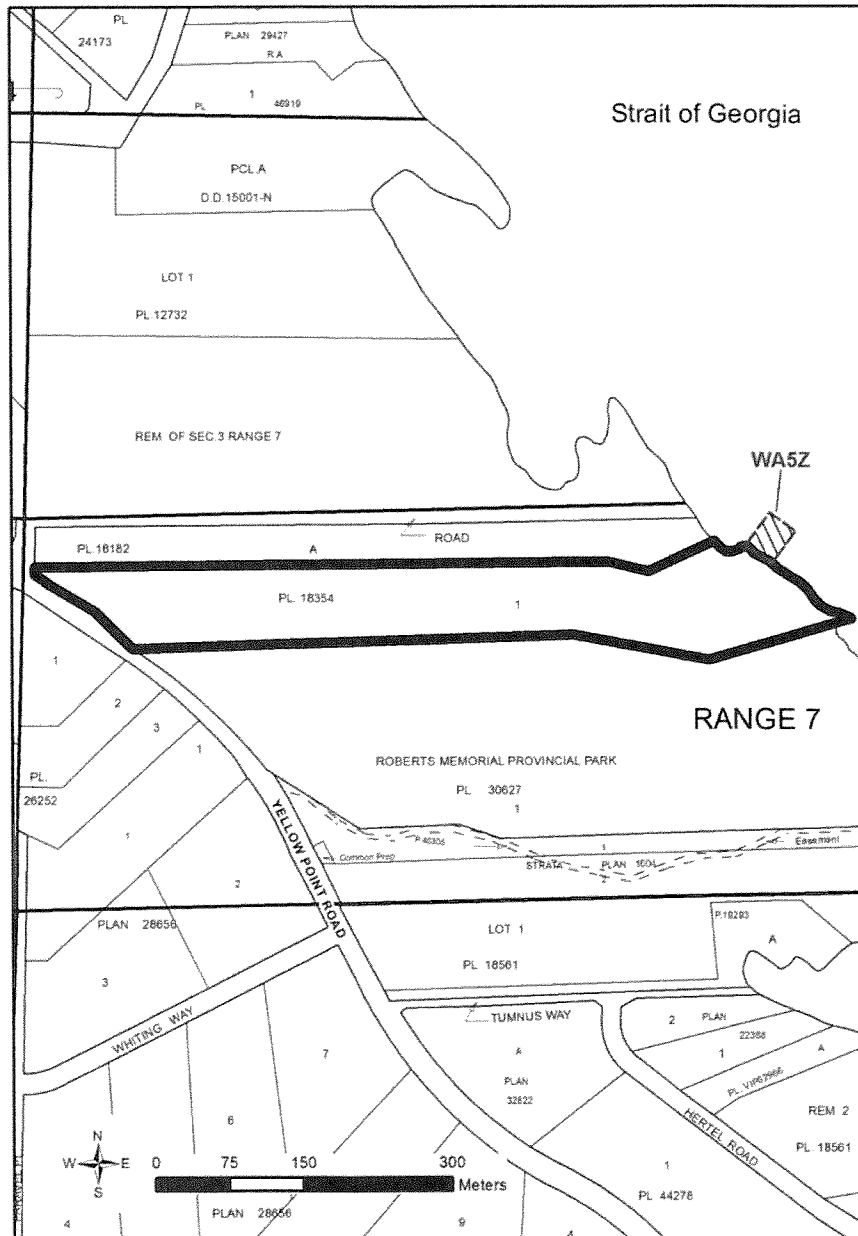 PL
24173
PLAN 29427
R.A
1
PL 46919
Strait of Georgia
PCL.A
D.D.15001-N
LOT 1
PL.12732
REM OF SEC.3 RANGE 7
WA5Z
ROAD
PL.16182
A
PL. 18354
1
1
2
3
1
RANGE 7
ROBERTS MEMORIAL PROVINCIAL PARK
PL 30627
1
PL.
26252
1
2
YELLOW POINT ROAD
Common Prop
1
Easement
STRATA PLAN 1604
2
PLAN 28656
LOT 1
PL 18561
P.19293
A
3
WHITING WAY
TUMNUS WAY
2 PLAN
22388
1
A
7
A
PLAN
32822
6
HERTEL ROAD
REM 2
PL. 18561
N
W E
S
0 75 150 300
Meters
1
PL 44278
PLAN 28656
4
9
4